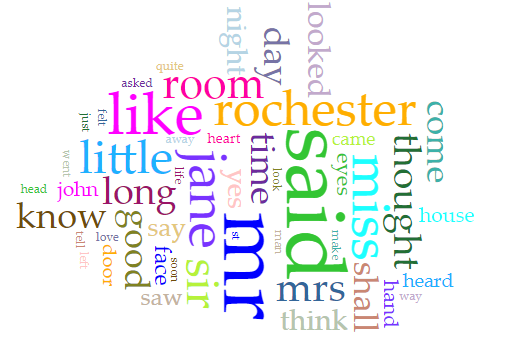 looked
night
day
quite
asked
room
like
rochester
just
felt
come
away
heart
time
came
little
said
thought
went
jane
yes
look
eyes
miss
life
head
john
long
house
know
good
say
mr
st
man
make
tell
left
love
door
face
soon
sir
shall
hand
heard
way
saw
mrs
think